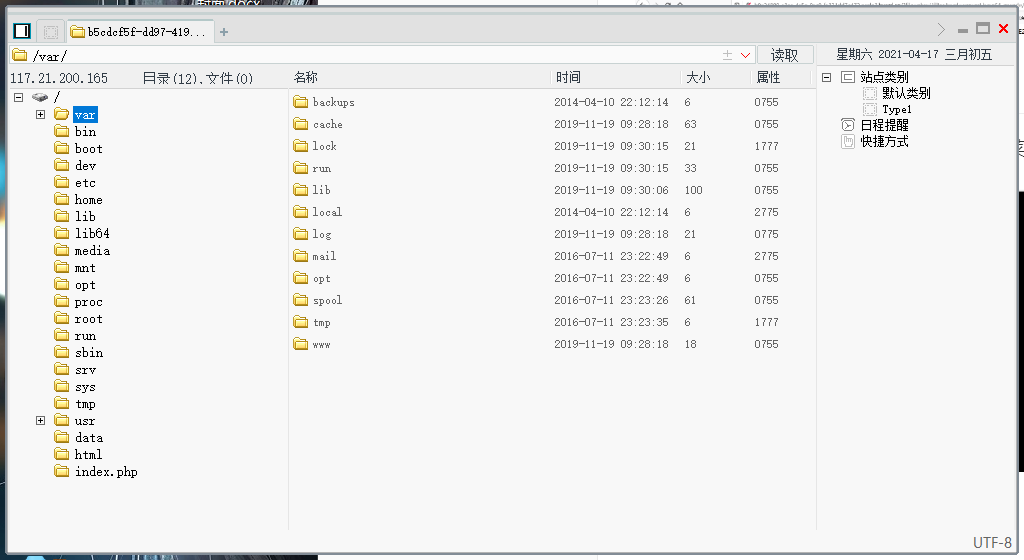 b5cdcf5f-dd97-419...
/var/
读取
星期六 2021-04-17 三月初五
117.21.200.165 目录(12),文件(0)
名称 时间 大小 属性
/
var
bin
boot
dev
etc
home
lib
lib64
media
mnt
opt
proc
root
run
sbin
srv
sys
tmp
usr
data
html
index.php
backups 2014-04-10 22:12:14 6 0755
cache 2019-11-19 09:28:18 63 0755
lock 2019-11-19 09:30:15 21 1777
run 2019-11-19 09:30:15 33 0755
lib 2019-11-19 09:30:06 100 0755
local 2014-04-10 22:12:14 6 2775
log 2019-11-19 09:28:18 21 0775
mail 2016-07-11 23:22:49 6 2775
opt 2016-07-11 23:22:49 6 0755
spool 2016-07-11 23:23:26 61 0755
tmp 2016-07-11 23:23:35 6 1777
www 2019-11-19 09:28:18 18 0755
站点类别
默认类别
Type1
日程提醒
快捷方式
UTF-8